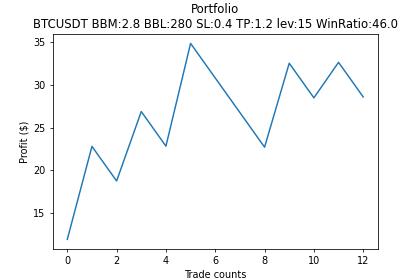 Portfolio
BTCUSDT BBM:2.8 BBL:280 SL:0.4 TP:1.2 lev:15 WinRatio:46.0
35
30
25
20
15
Profit ($)
0 2 4 6 8 10 12
Trade counts